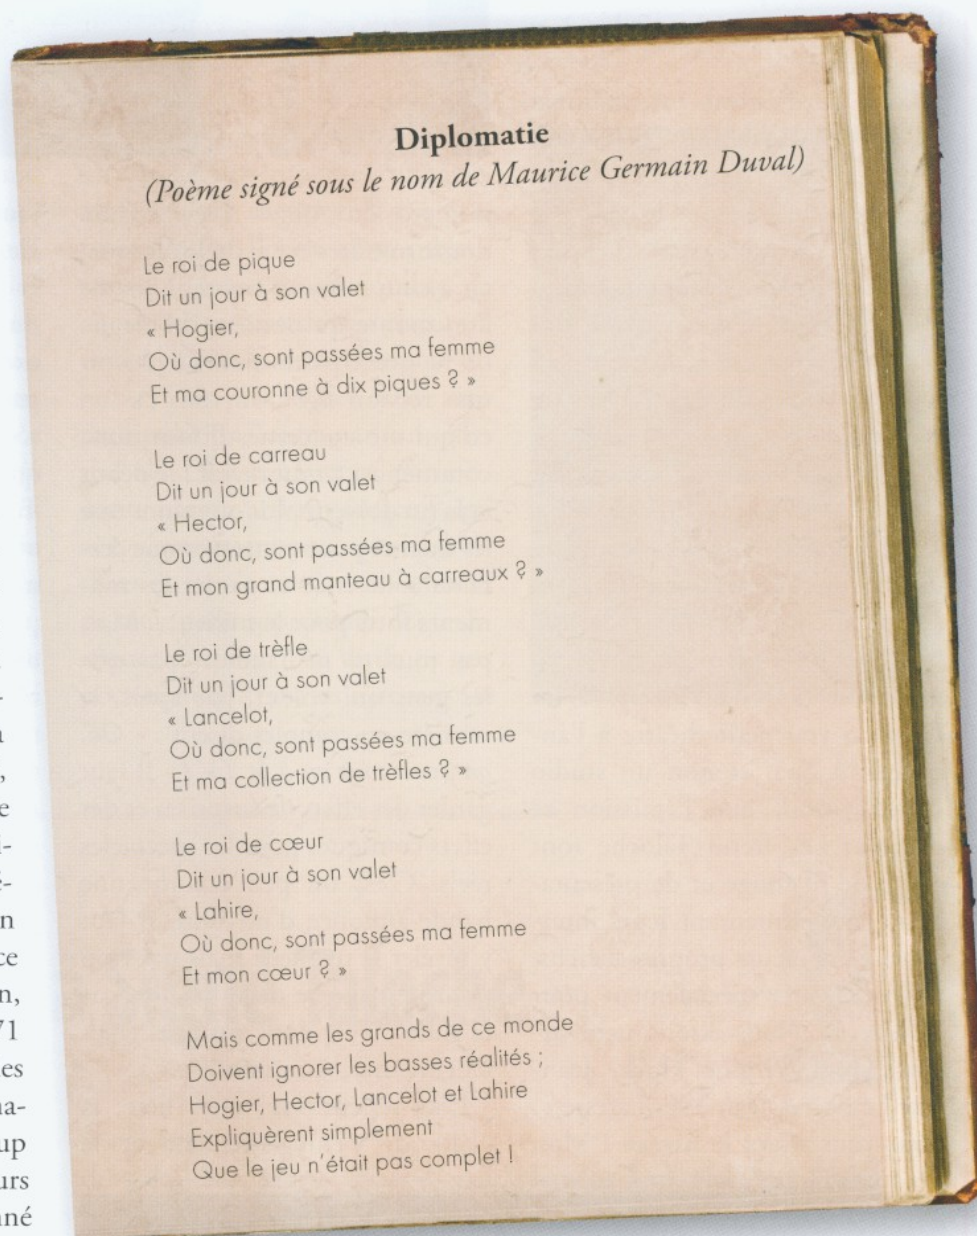 Diplomatie
(Poème signé sous le nom de Maurice Germain Duval)
Le roi de pique
Dit un jour à son valet
« Hogier,
Où donc, sont passées ma femme
Et ma couronne à dix piques ? »
Le roi de carreau
Dit un jour à son valet
« Hector,
Où donc, sont passées ma femme
Et mon grand manteau à carreaux ? »
Le roi de trèfle
Dit un jour à son valet
« Lancelot,
Où donc, sont passées ma femme
Et ma collection de trèfles ? »
Le roi de cœur
Dit un jour à son valet
« Lahire,
Où donc, sont passées ma femme
Et mon cœur ? »
Mais comme les grands de ce monde
Doivent ignorer les basses réalités ;
Hogier, Hector, Lancelot et Lahire
Expliquèrent simplement
Que le jeu n'était pas complet !